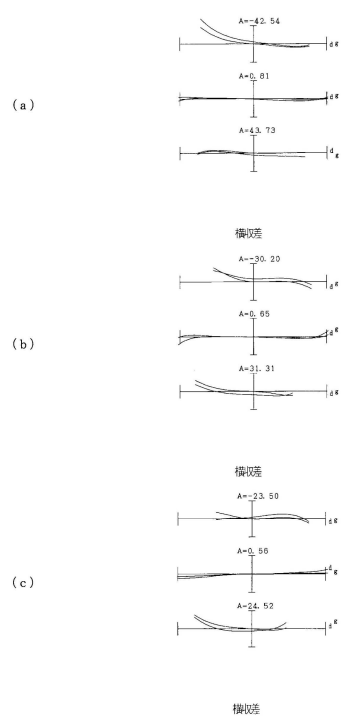 A=-42. 54
d g
A=0. 81
(a)
d g
A=43. 73
d g
横収差
A=-30. 20
d g
A=0. 65
(b)
d g
A=31. 31
d g
横収差
A=-23. 50
d g
A=0. 56
(c)
d g
A=24. 52
d g
横収差